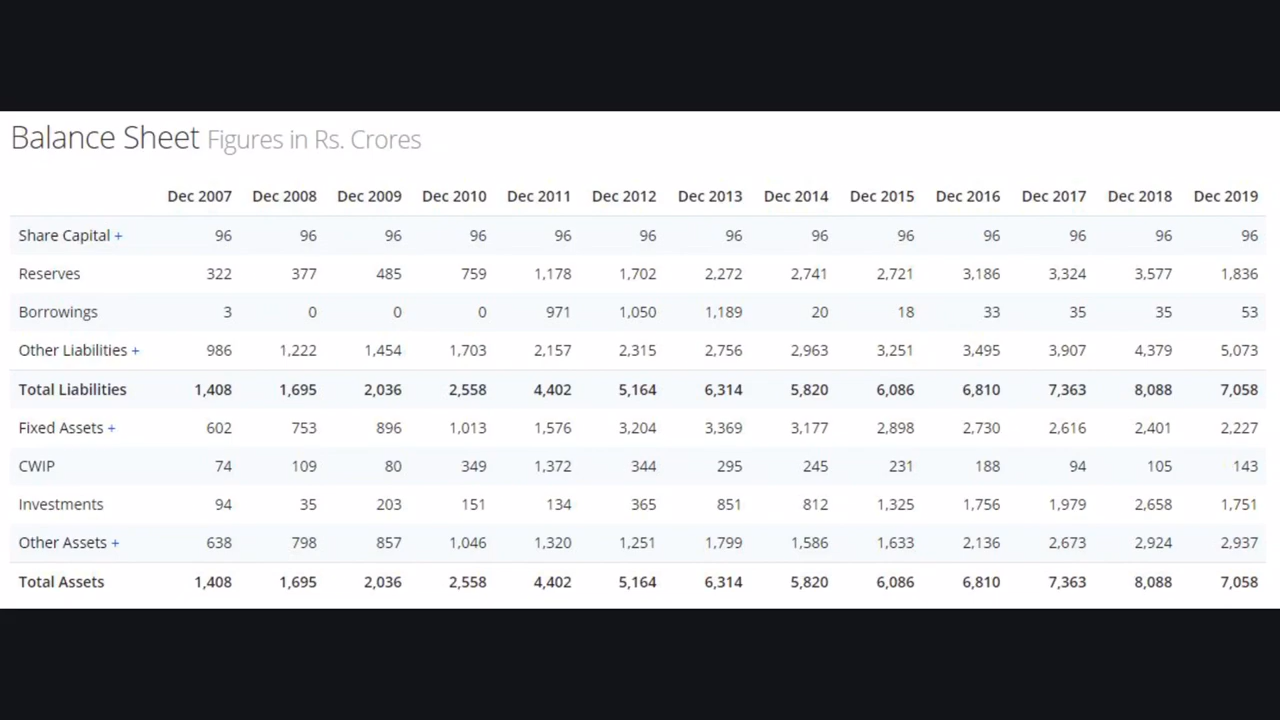 Balance Sheet Figures in Rs. Crores
Dec 2007 Dec 2008 Dec 2009 Dec 2010 Dec 2011 Dec 2012 Dec 2013 Dec 2014 Dec 2015 Dec 2016 Dec 2017 Dec 2018 Dec 2019
Share Capital + 96 96 96 96 96 96 96 96 96 96 96 96 96
Reserves 322 377 485 759 1,178 1,702 2,272 2,741 2,721 3,186 3,324 3,577 1,836
Borrowings 3 0 0 0 971 1,050 1,189 20 18 33 35 35 53
Other Liabilities + 986 1,222 1,454 1,703 2,157 2,315 2,756 2,963 3,251 3,495 3,907 4,379 5,073
Total Liabilities 1,408 1,695 2,036 2,558 4,402 5,164 6,314 5,820 6,086 6,810 7,363 8,088 7,058
Fixed Assets + 602 753 896 1,013 1,576 3,204 3,369 3,177 2,898 2,730 2,616 2,401 2,227
CWIP 74 109 80 349 1,372 344 295 245 231 188 94 105 143
Investments 94 35 203 151 134 365 851 812 1,325 1,756 1,979 2,658 1,751
Other Assets + 638 798 857 1,046 1,320 1,251 1,799 1,586 1,633 2,136 2,673 2,924 2,937
Total Assets 1,408 1,695 2,036 2,558 4,402 5,164 6,314 5,820 6,086 6,810 7,363 8,088 7,058